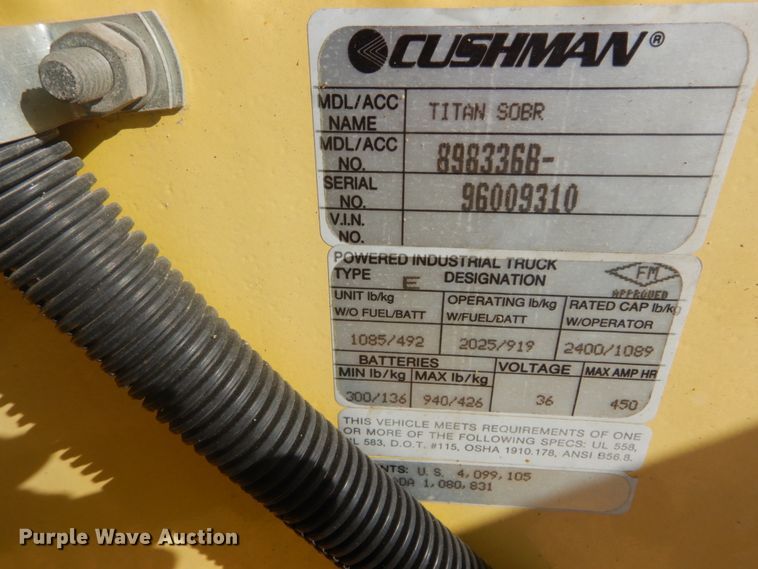 CUSHMAN®
MDL/ACC NAME TITAN SOBR
MDL/ACC NO. 898336B-
SERIAL NO. 96009310
V.I.N. NO.
POWERED INDUSTRIAL TRUCK
TYPE E DESIGNATION
FM
APPROVED
UNIT lb/kg OPERATING lb/kg RATED CAP lb/kg
W/O FUEL/BATT W/FUEL/BATT W/OPERATOR
1085/492 2025/919 2400/1089
BATTERIES VOLTAGE MAX AMP HR
MIN lb/kg MAX lb/kg
300/136 940/426 36 450
THIS VEHICLE MEETS REQUIREMENTS OF ONE
OR MORE OF THE FOLLOWING SPECS: UL 558,
UL 583, D.O.T. #115, OSHA 1910.178, ANSI B56.8.
U.S. 4,099,105
1,080,831
Purple Wave Auction